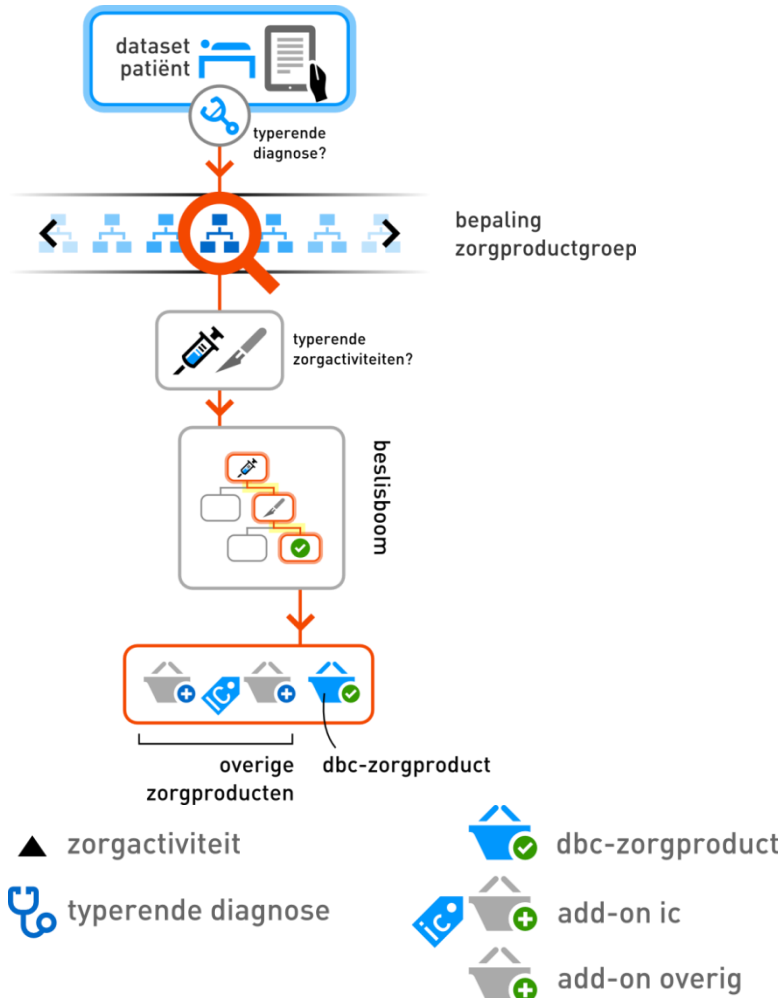 dataset
patiënt
typerende
diagnose?
bepaling
zorgproductgroep
typerende
zorgactiviteiten?
beslisboom
IC
overige
zorgproducten
dbc-zorgproduct
zorgactiviteit
dbc-zorgproduct
typerende diagnose
ic
add-on ic
add-on overig